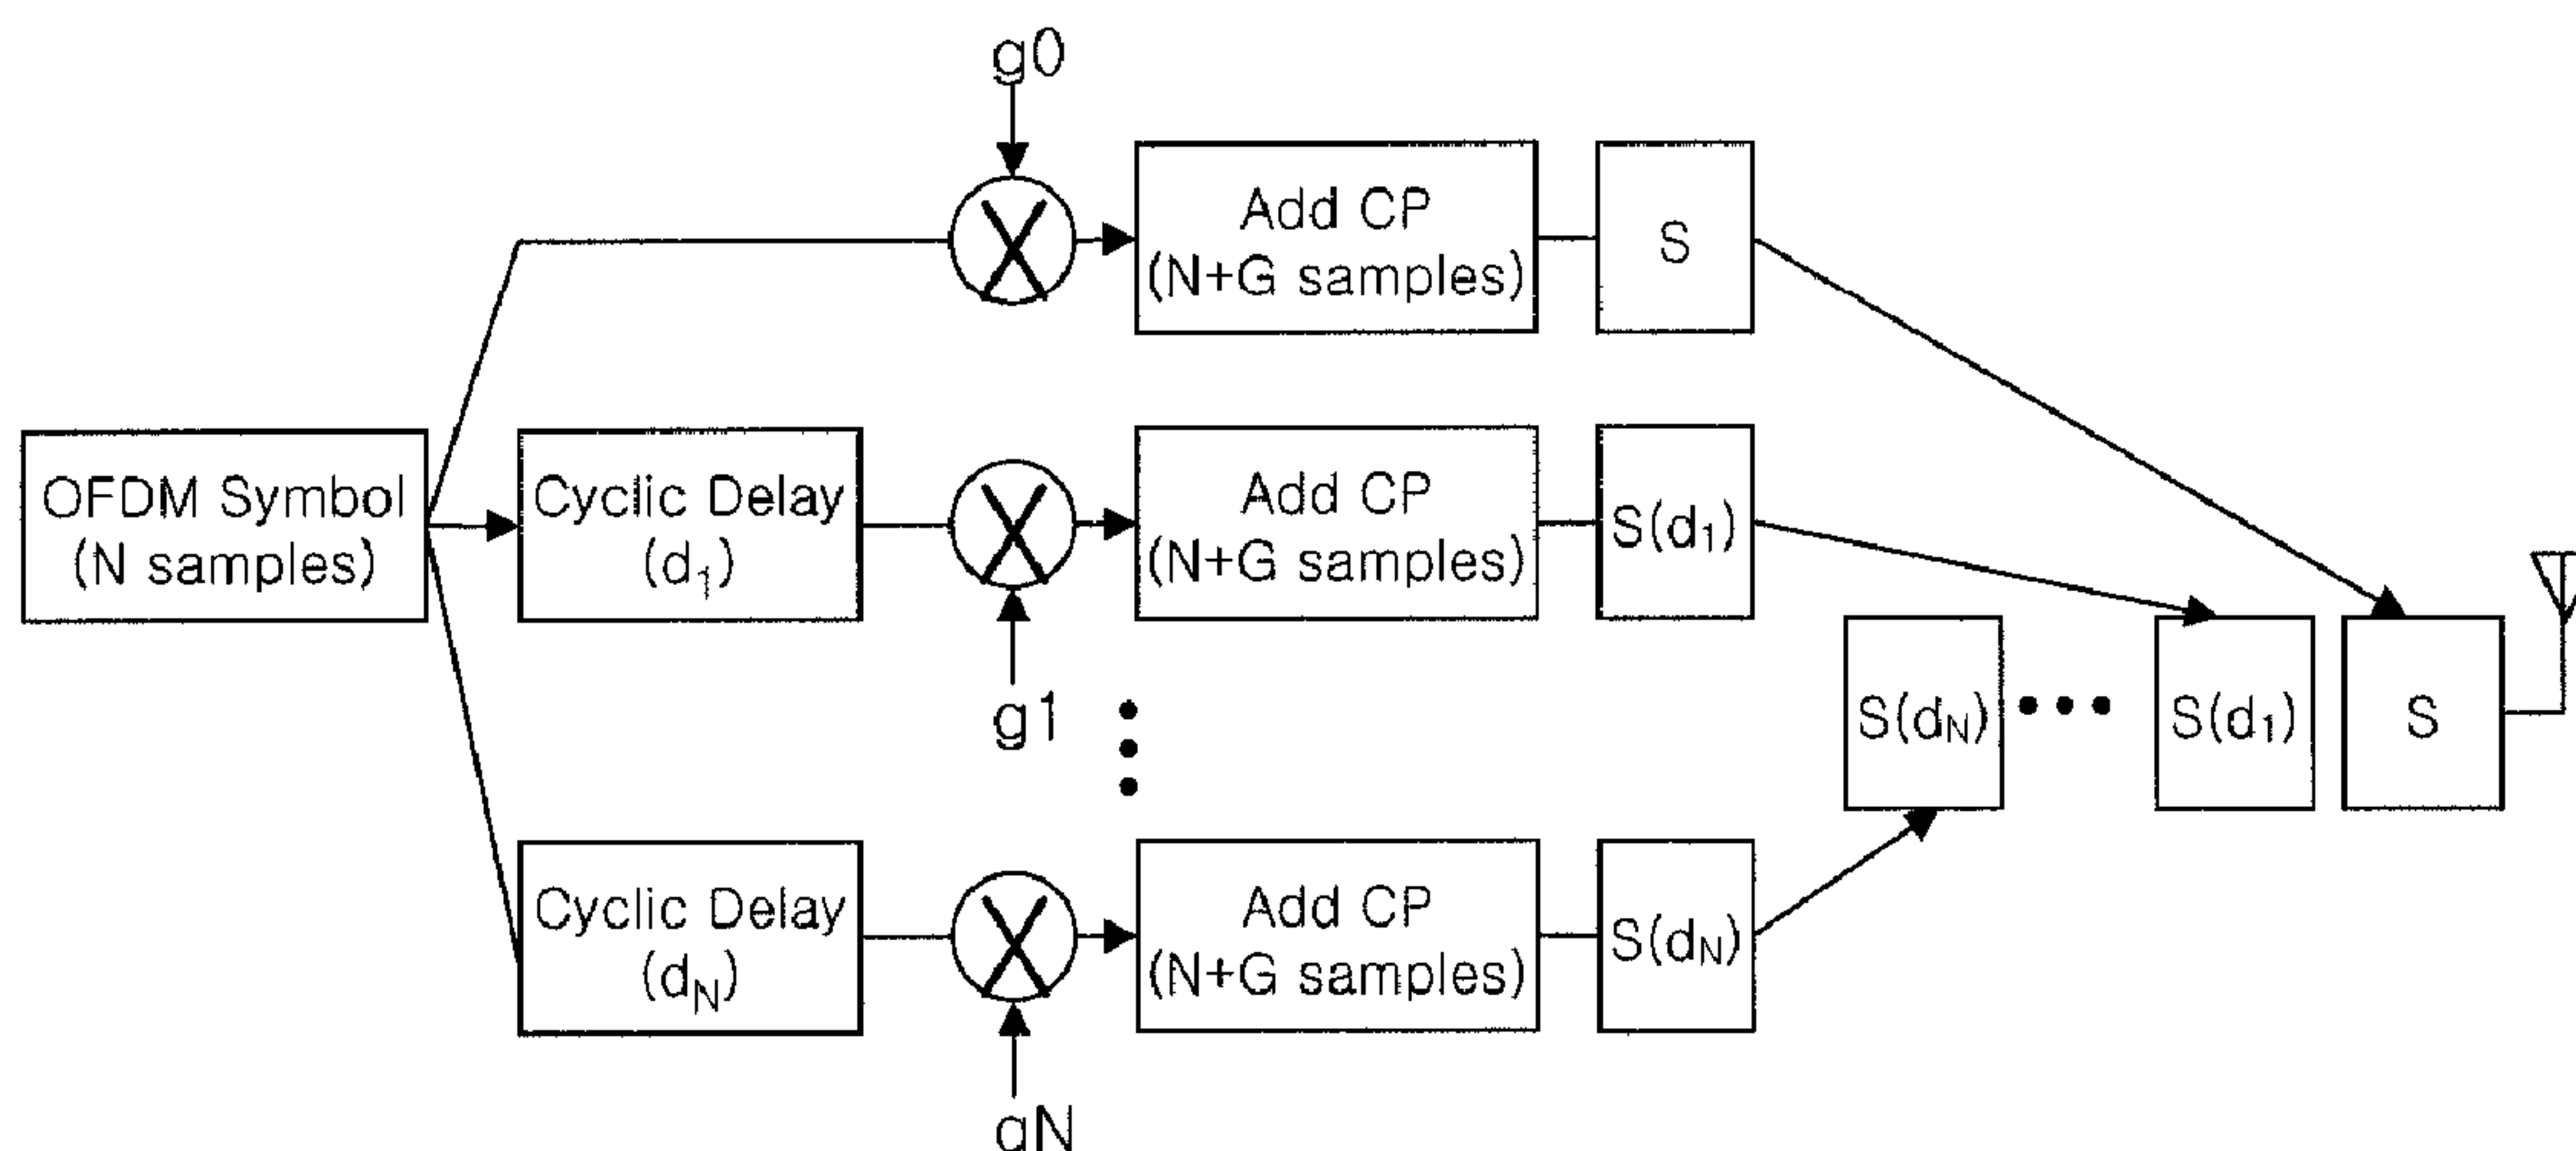 g0
Add CP
(N+G samples)
S
OFDM Symbol
(N samples)
Cyclic Delay
(d₁)
Add CP
(N+G samples)
S(d₁)
g1
S(dN)
S(d₁)
S
Cyclic Delay
(dN)
Add CP
(N+G samples)
S(dN)
gN